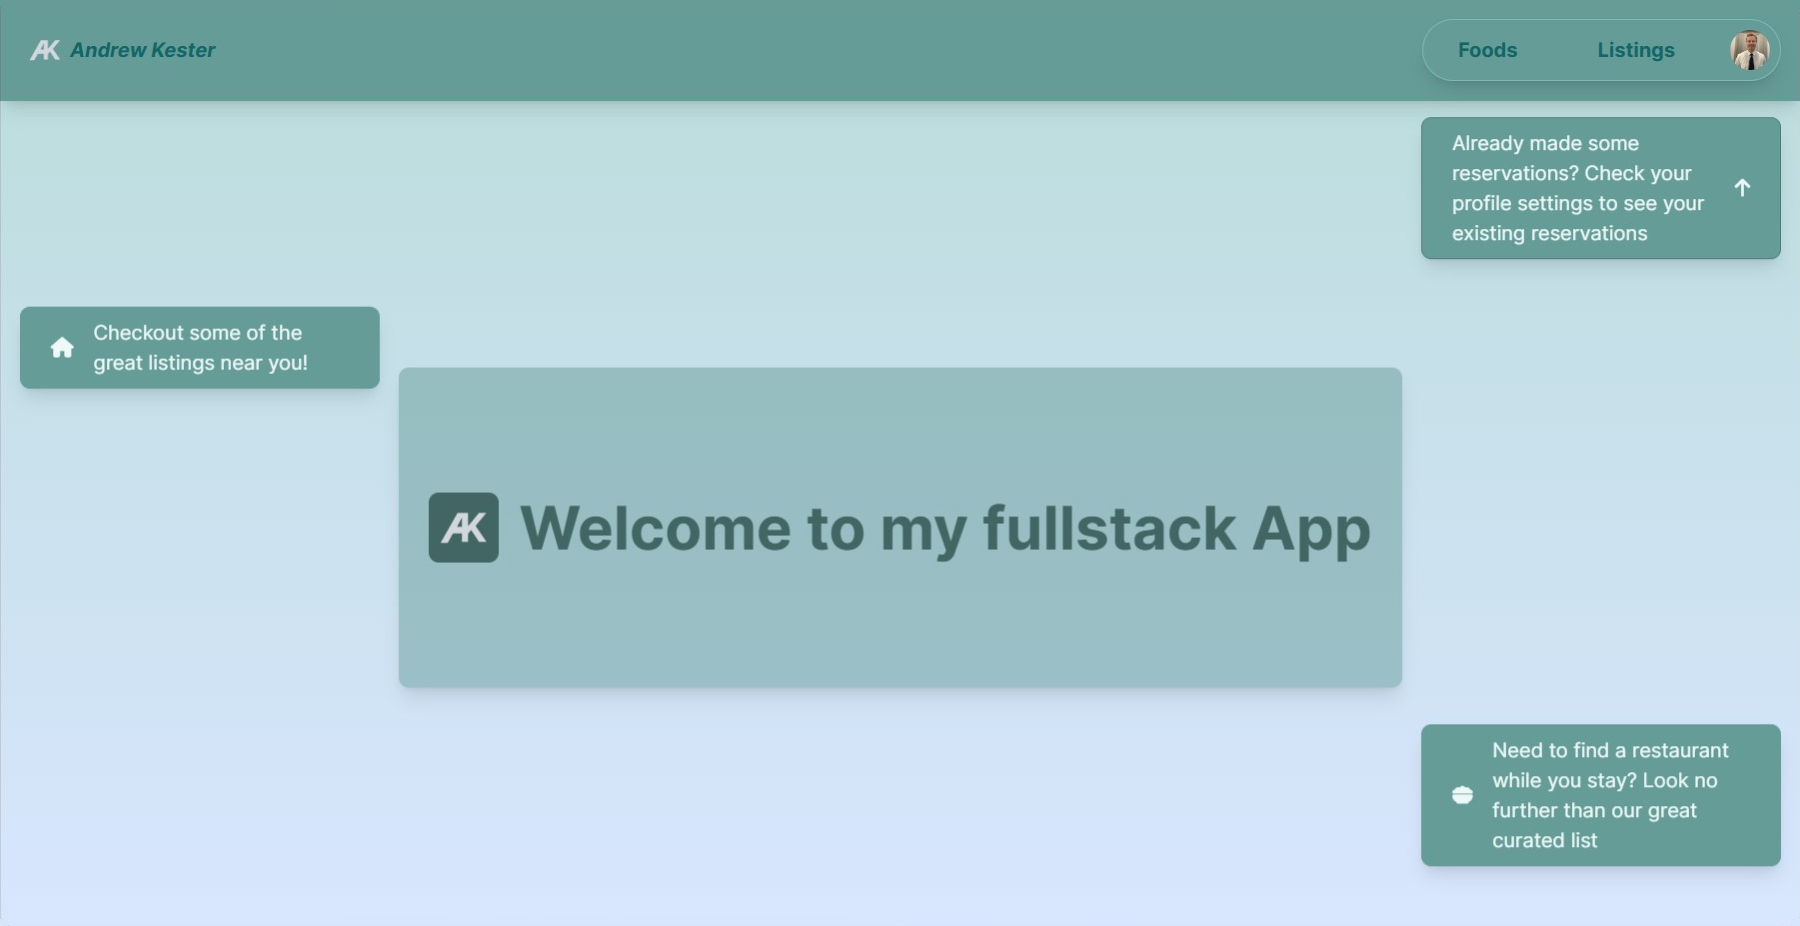 AK Andrew Kester
Foods Listings
Already made some
reservations? Check your
profile settings to see your
existing reservations
Checkout some of the
great listings near you!
AK Welcome to my fullstack App
Need to find a restaurant
while you stay? Look no
further than our great
curated list